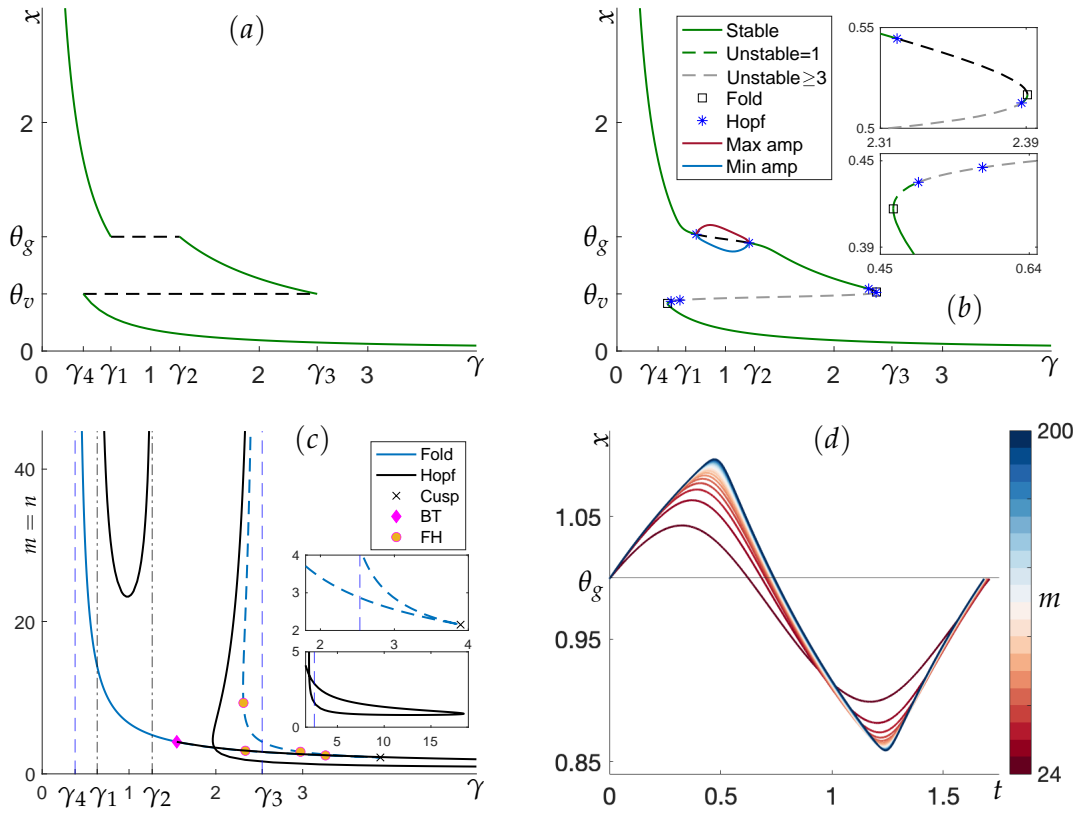 x
(a)
2
θg
θv
0
0 γ4 γ1 1 γ2 2 γ3 3 γ
x
Stable
Unstable=1
Unstable≥3
Fold
Hopf
Max amp
Min amp
0.55
0.5
2.31 2.39
0.45
0.39
0.45 0.64
2
θg
θv
0
(b)
0 γ4 γ1 1 γ2 2 γ3 3 γ
(c)
Fold
Hopf
Cusp
BT
FH
40
m = n
20
0
4
3
2
2 3 4
5
0
5 10 15
0 γ4 γ1 1 γ2 2 γ3 3 γ
x
(d)
1.05
θg
0.95
0.85
0 0.5 1 1.5 t
200
m
24